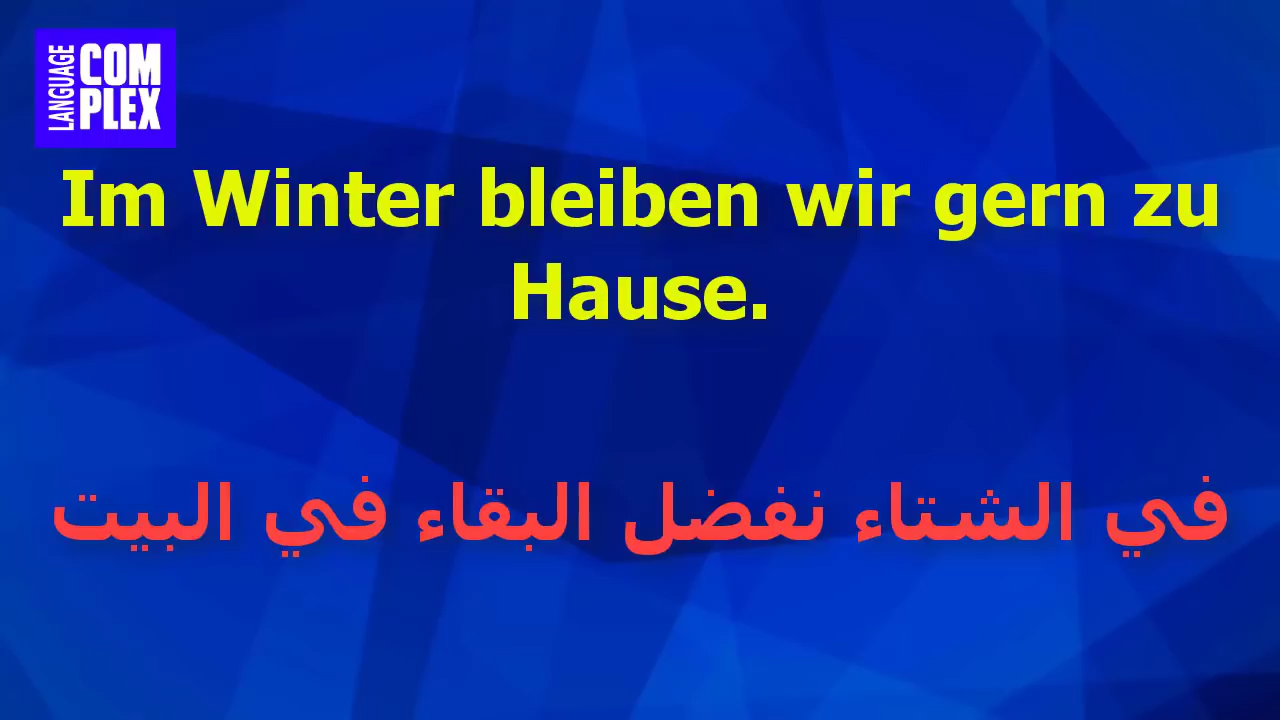 LANGUAGE
COM
PLEX
Im Winter bleiben wir gern zu
Hause.
في الشتاء نفضل البقاء في البيت